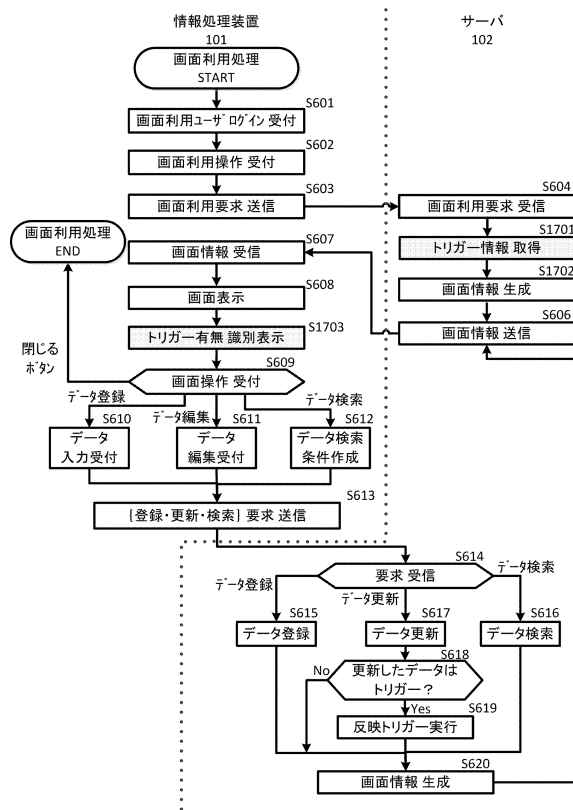 情報処理装置
101
サーバ
102
画面利用処理
START
S601
画面利用ユーザログイン 受付
S602
画面利用操作 受付
S603
画面利用要求 送信
S604
画面利用要求 受信
S1701
トリガー情報 取得
S1702
画面情報 生成
S606
画面情報 送信
画面利用処理
END
S607
画面情報 受信
S608
画面表示
S1703
トリガー有無 識別表示
閉じる
ボタン
S609
画面操作 受付
データ登録
データ編集
データ検索
S610
データ
入力受付
S611
データ
編集受付
S612
データ検索
条件作成
S613
{登録・更新・検索} 要求 送信
S614
要求 受信
データ登録
データ更新
データ検索
S615
データ登録
S617
データ更新
S616
データ検索
S618
更新したデータは
トリガー？
No
Yes
S619
反映トリガー実行
S620
画面情報 生成